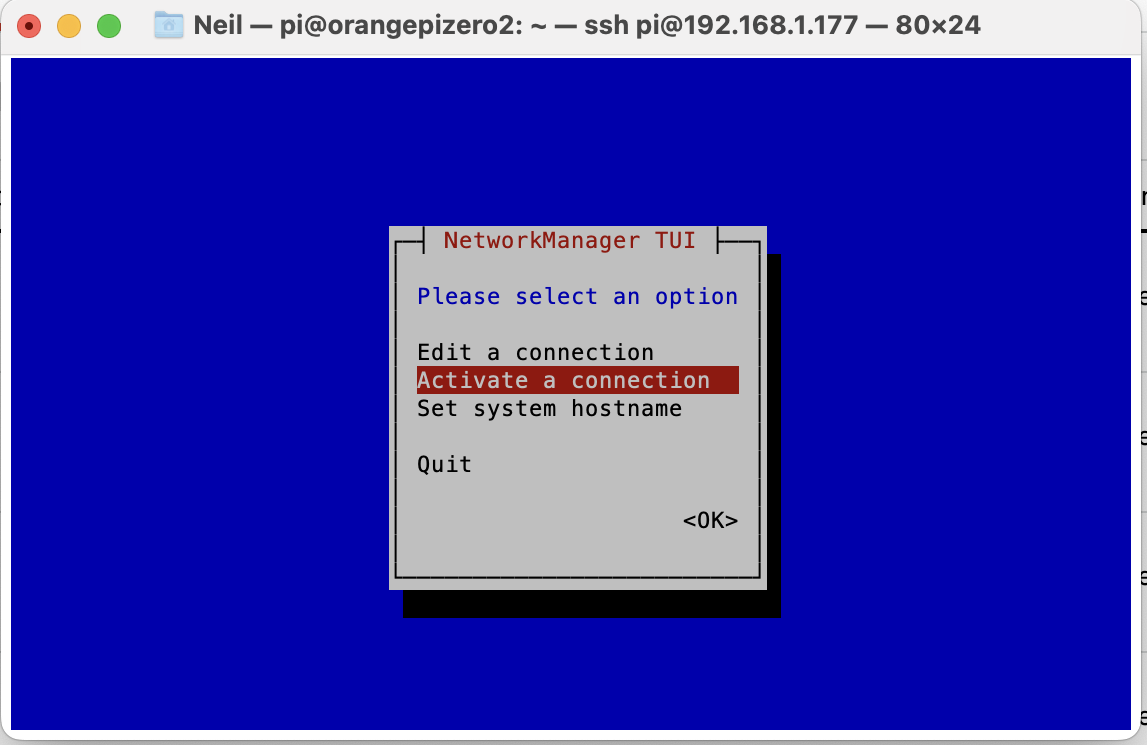 Neil — pi@orangepizero2: ~ — ssh pi@192.168.1.177 — 80×24
NetworkManager TUI
Please select an option
Edit a connection
Activate a connection
Set system hostname
Quit
<OK>